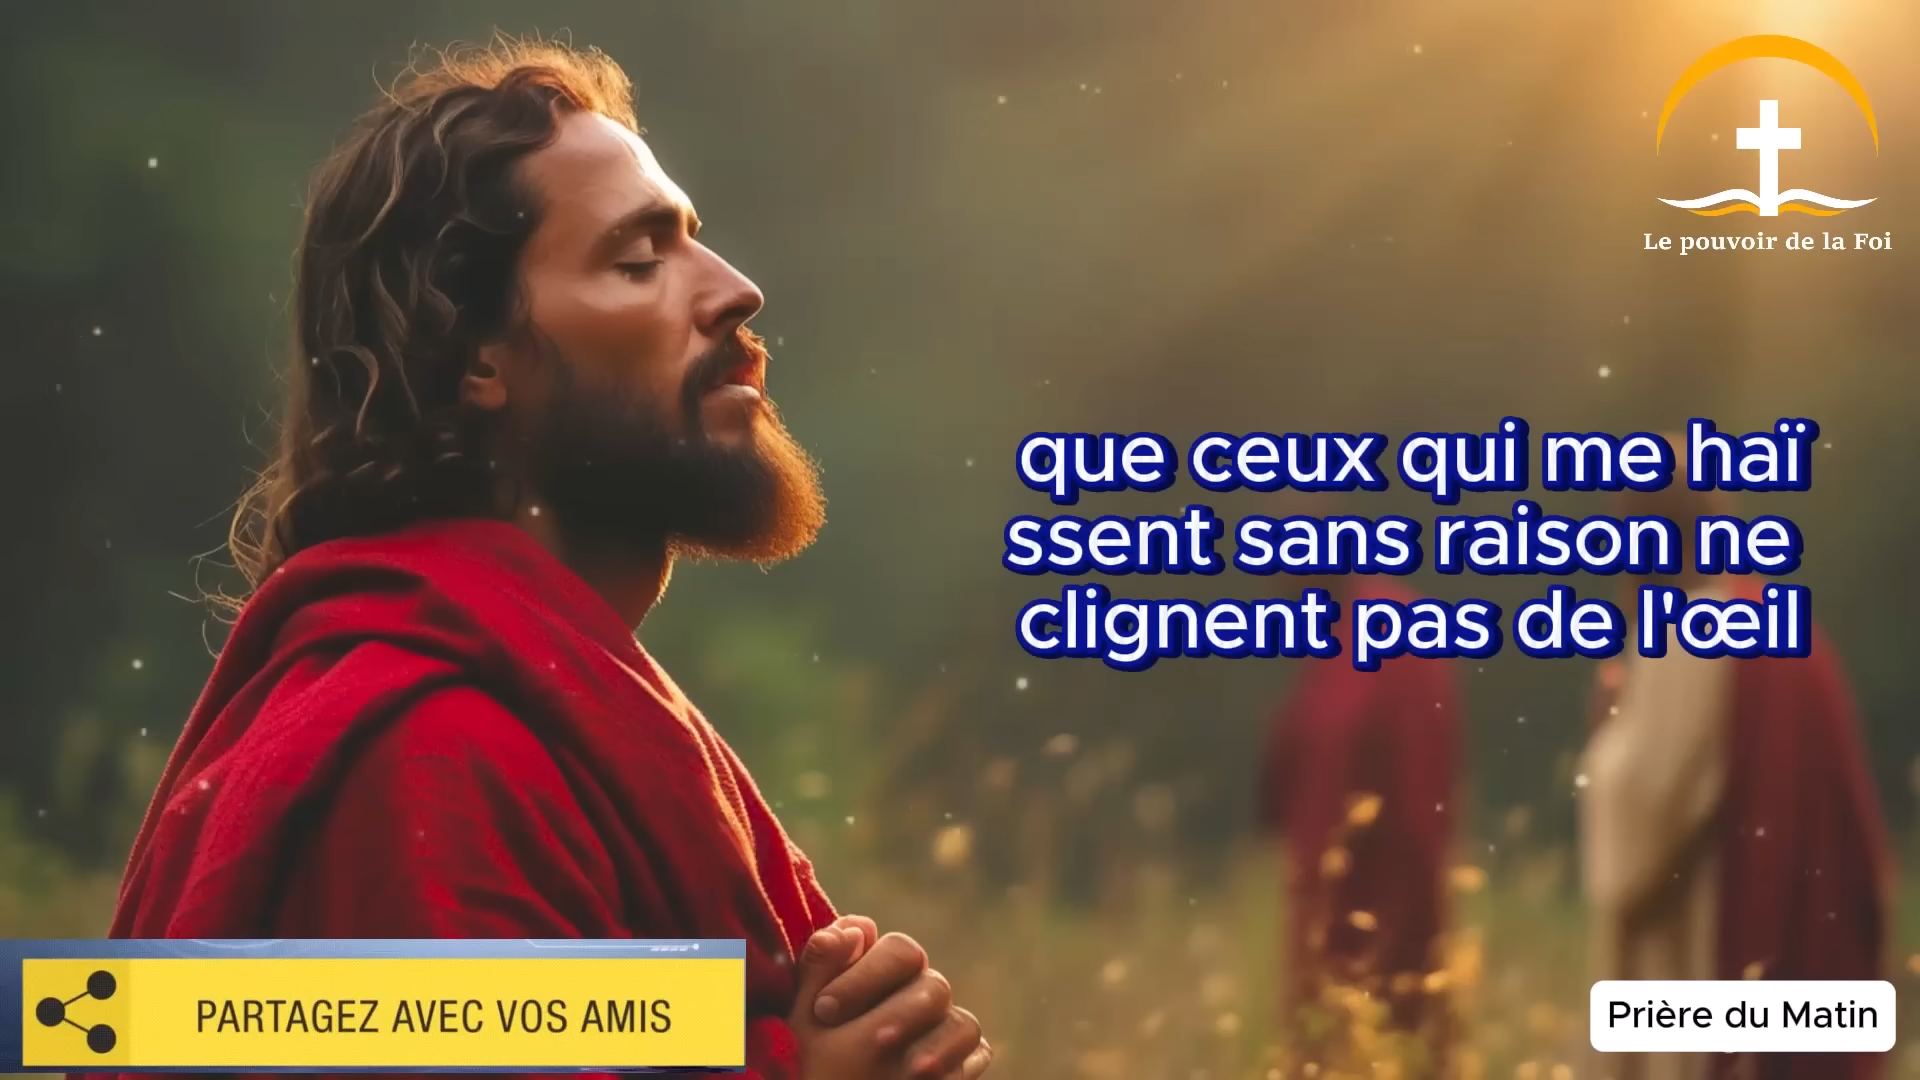 Le pouvoir de la Foi
que ceux qui me haï
ssent sans raison ne
clignent pas de l'œil
PARTAGEZ AVEC VOS AMIS
Prière du Matin